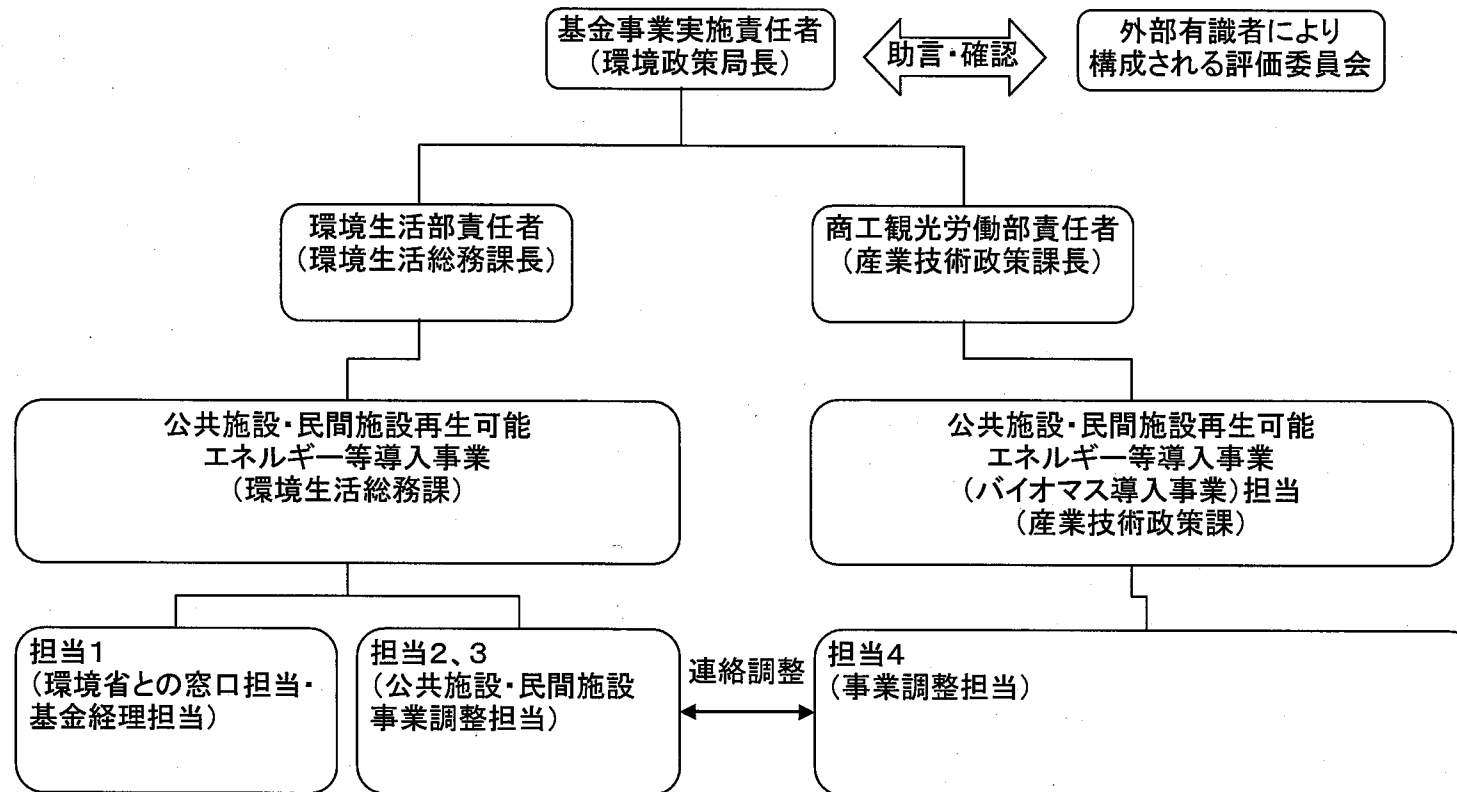 基金事業実施責任者
（環境政策局長）
助言・確認
外部有識者により
構成される評価委員会
環境生活部責任者
（環境生活総務課長）
商工観光労働部責任者
（産業技術政策課長）
公共施設・民間施設再生可能
エネルギー等導入事業
（環境生活総務課）
公共施設・民間施設再生可能
エネルギー等導入事業
（バイオマス導入事業）担当
（産業技術政策課）
担当１
（環境省との窓口担当・
基金経理担当）
担当２、３
（公共施設・民間施設
事業調整担当）
連絡調整
担当４
（事業調整担当）